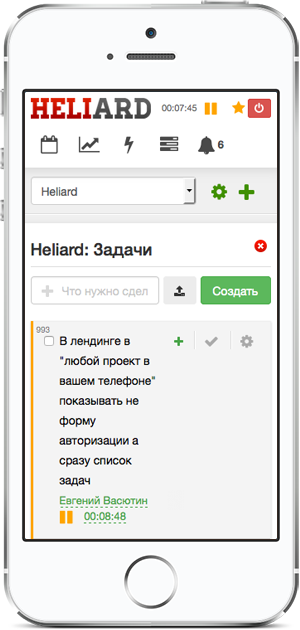 HELIARD 00:07:45
6
Heliard
Heliard: Задачи
Что нужно сдел
Создать
993
В лендинге в
"любой проект в
вашем телефоне"
показывать не
форму
авторизации а
сразу список
задач
Евгений Васютин
00:08:48